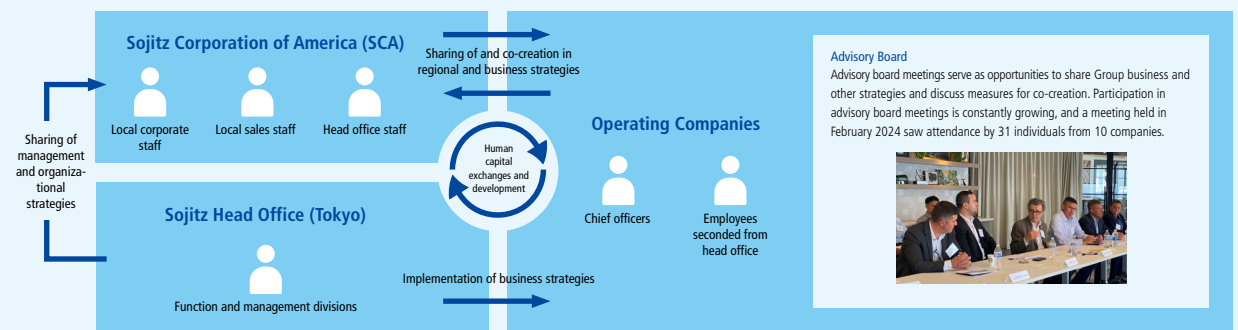 Sojitz Corporation of America (SCA)
Local corporate
staff
Local sales staff
Head office staff
Sharing of
management
and organiza-
tional
strategies
Sojitz Head Office (Tokyo)
Function and management divisions
Sharing of and co-creation in
regional and business strategies
Human
capital
exchanges and
development
Implementation of business strategies
Operating Companies
Chief officers
Employees
seconded from
head office
Advisory Board
Advisory board meetings serve as opportunities to share Group business and
other strategies and discuss measures for co-creation. Participation in
advisory board meetings is constantly growing, and a meeting held in
February 2024 saw attendance by 31 individuals from 10 companies.